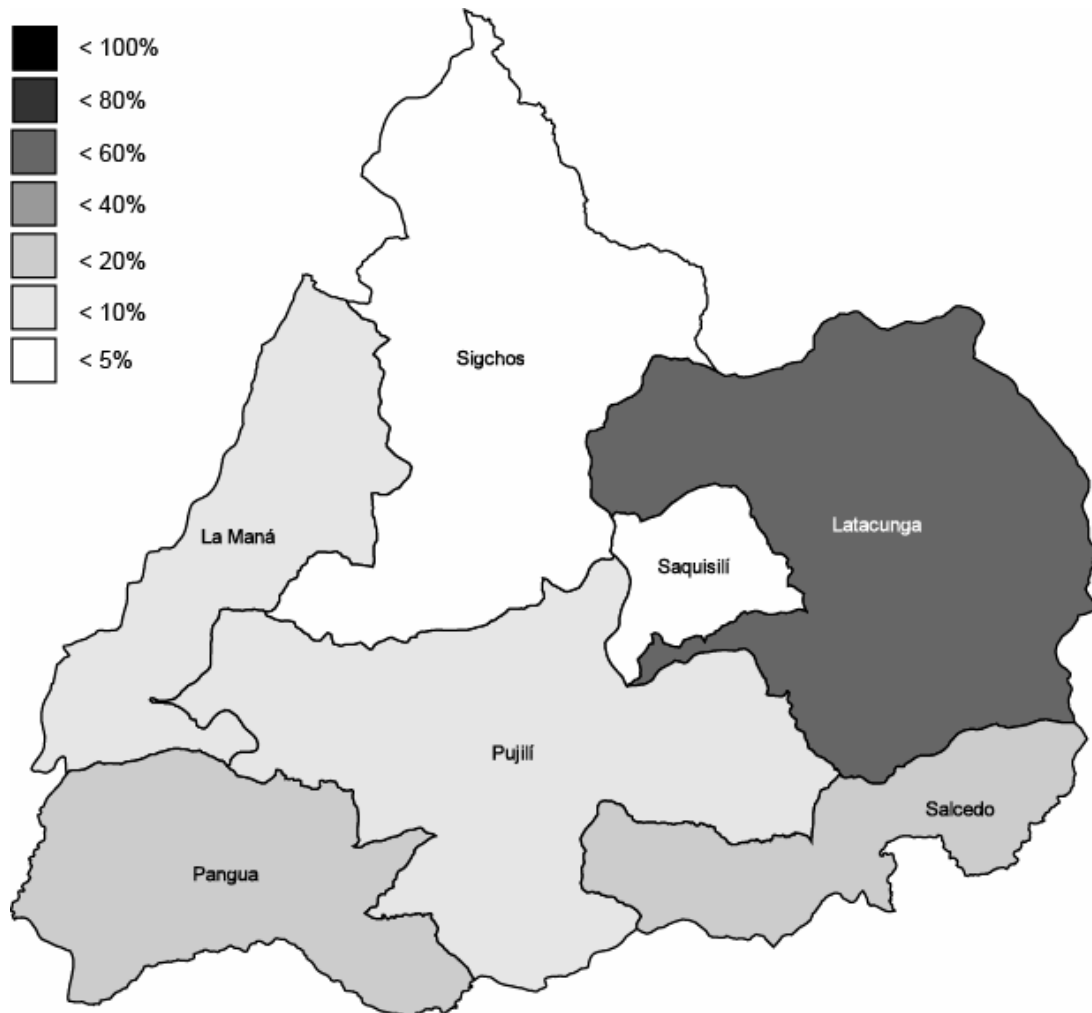 < 100%
< 80%
< 60%
< 40%
< 20%
< 10%
< 5%
Sigchos
La Maná
Latacunga
Saquisilí
Pujilí
Salcedo
Pangua